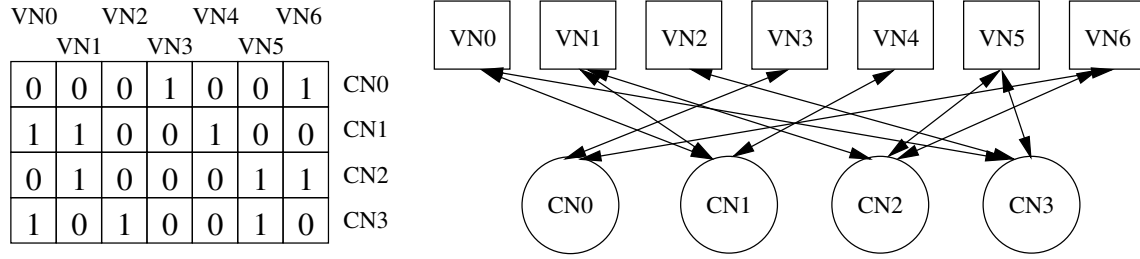 VN0 VN2 VN4 VN6
VN1 VN3 VN5
0 0 0 1 0 0 1 CN0
1 1 0 0 1 0 0 CN1
0 1 0 0 0 1 1 CN2
1 0 1 0 0 1 0 CN3
VN0 VN1 VN2 VN3 VN4 VN5 VN6
CN0 CN1 CN2 CN3